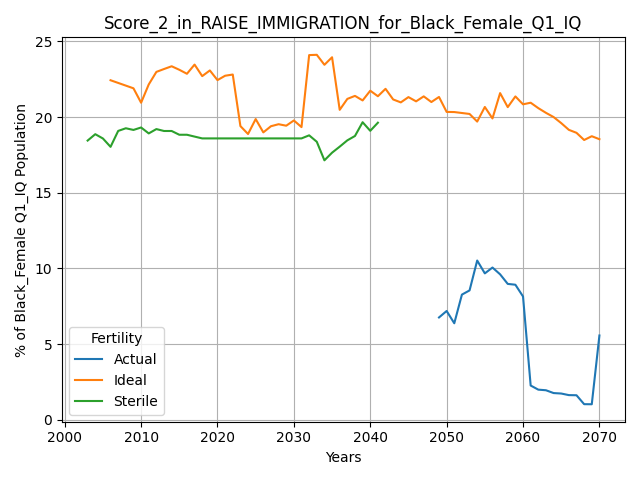 Score_2_in_RAISE_IMMIGRATION_for_Black_Female_Q1_IQ
% of Black_Female Q1_IQ Population
25
20
15
10
5
0
Fertility
Actual
Ideal
Sterile
2000 2010 2020 2030 2040 2050 2060 2070
Years